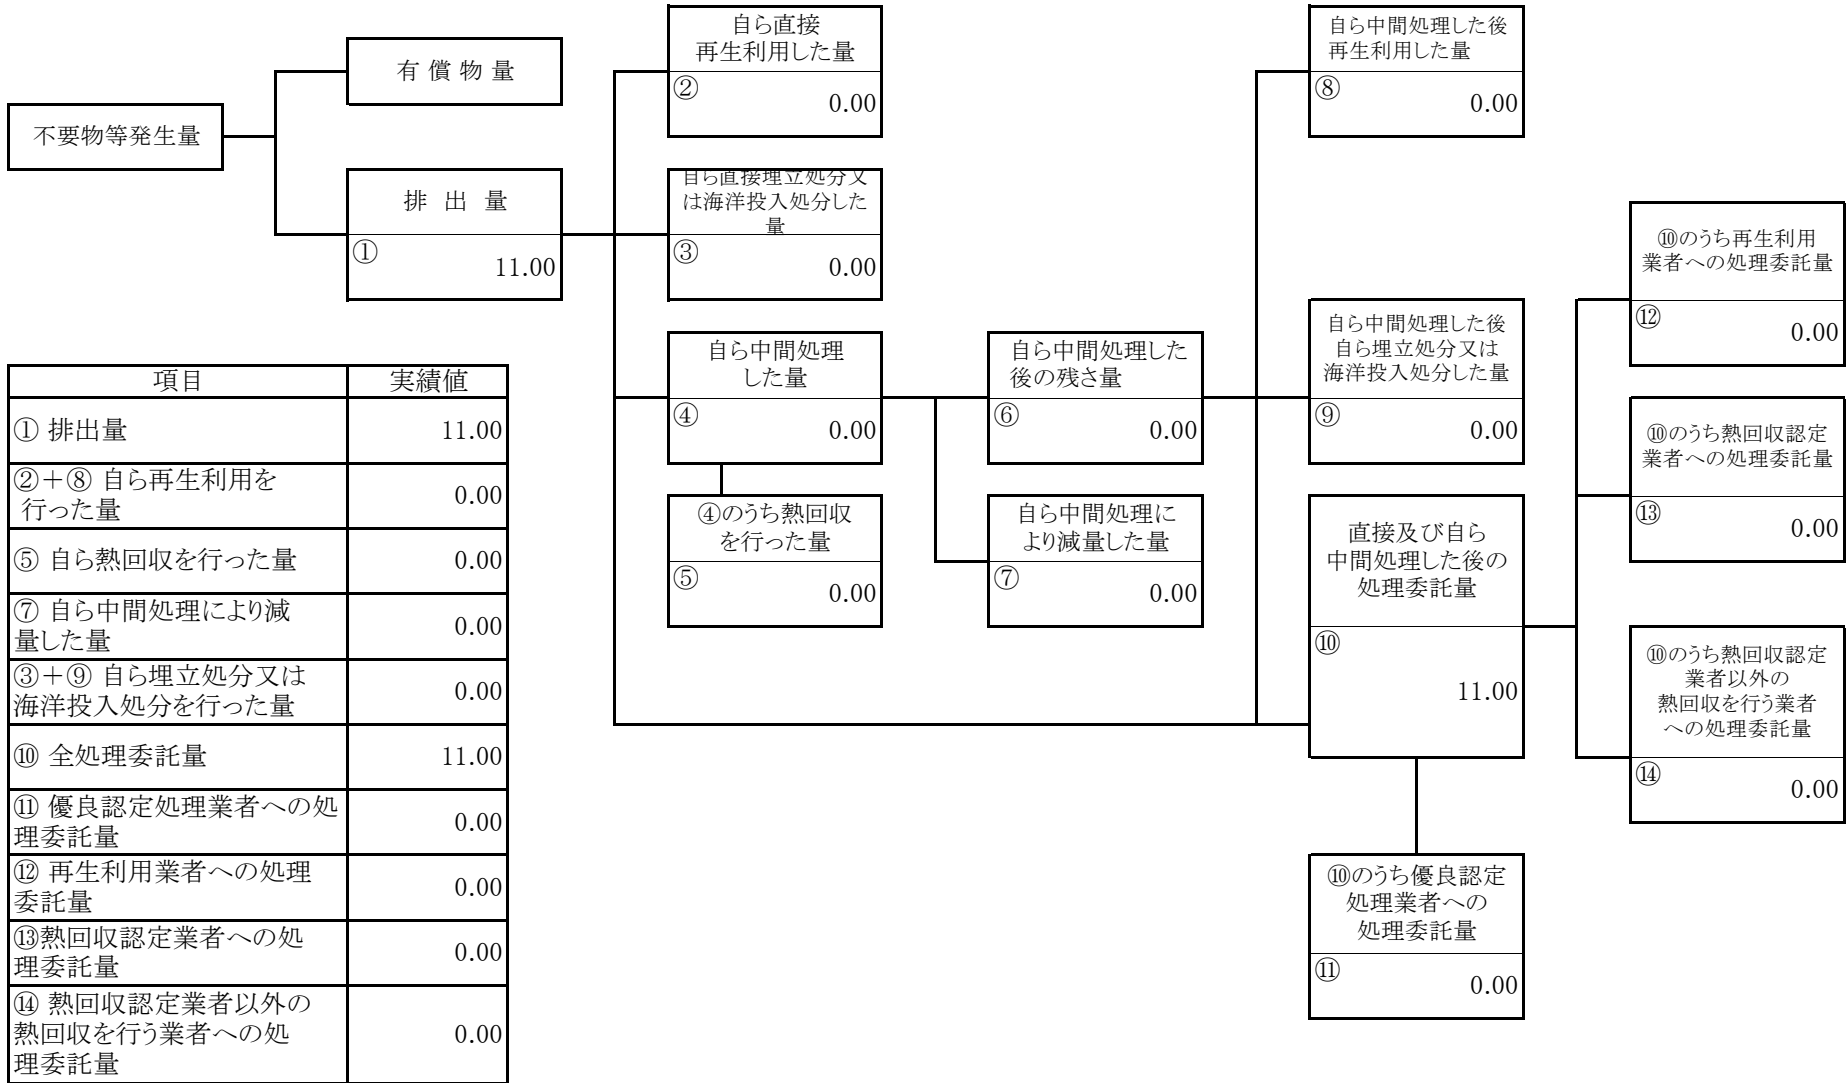 自ら直接
再生利用した量
②
0.00
自ら中間処理した後
再生利用した量
⑧
0.00
有 償 物 量
不要物等発生量
排 出 量
①
11.00
自ら直接埋立処分又
は海洋投入処分した
量
③
0.00
⑩のうち再生利用
業者への処理委託量
⑫
0.00
自ら中間処理
した量
④
0.00
自ら中間処理した
後の残さ量
⑥
0.00
自ら中間処理した後
自ら埋立処分又は
海洋投入処分した量
⑨
0.00
⑩のうち熱回収認定
業者への処理委託量
⑬
0.00
④のうち熱回収
を行った量
⑤
0.00
自ら中間処理に
より減量した量
⑦
0.00
直接及び自ら
中間処理した後の
処理委託量
⑩
11.00
⑩のうち熱回収認定
業者以外の
熱回収を行う業者
への処理委託量
⑭
0.00
⑩のうち優良認定
処理業者への
処理委託量
⑪
0.00
項目 実績値
① 排出量 11.00
②+⑧ 自ら再生利用を
行った量
0.00
⑤ 自ら熱回収を行った量 0.00
⑦ 自ら中間処理により減
量した量
0.00
③+⑨ 自ら埋立処分又は
海洋投入処分を行った量
0.00
⑩ 全処理委託量 11.00
⑪ 優良認定処理業者への処
理委託量
0.00
⑫ 再生利用業者への処理
委託量
0.00
⑬熱回収認定業者への処
理委託量
0.00
⑭ 熱回収認定業者以外の
熱回収を行う業者への処
理委託量
0.00